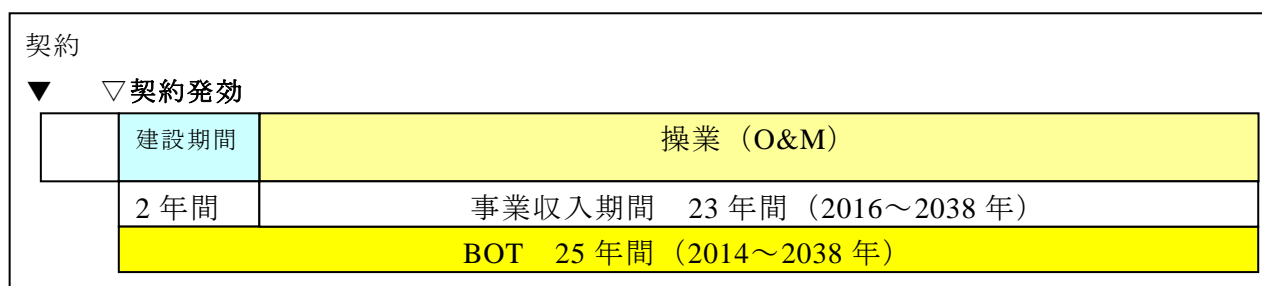 契約
▼ ▽契約発効
建設期間 操業（O&M）
2 年間 事業収入期間　23 年間（2016～2038 年）
BOT　25 年間（2014～2038 年）